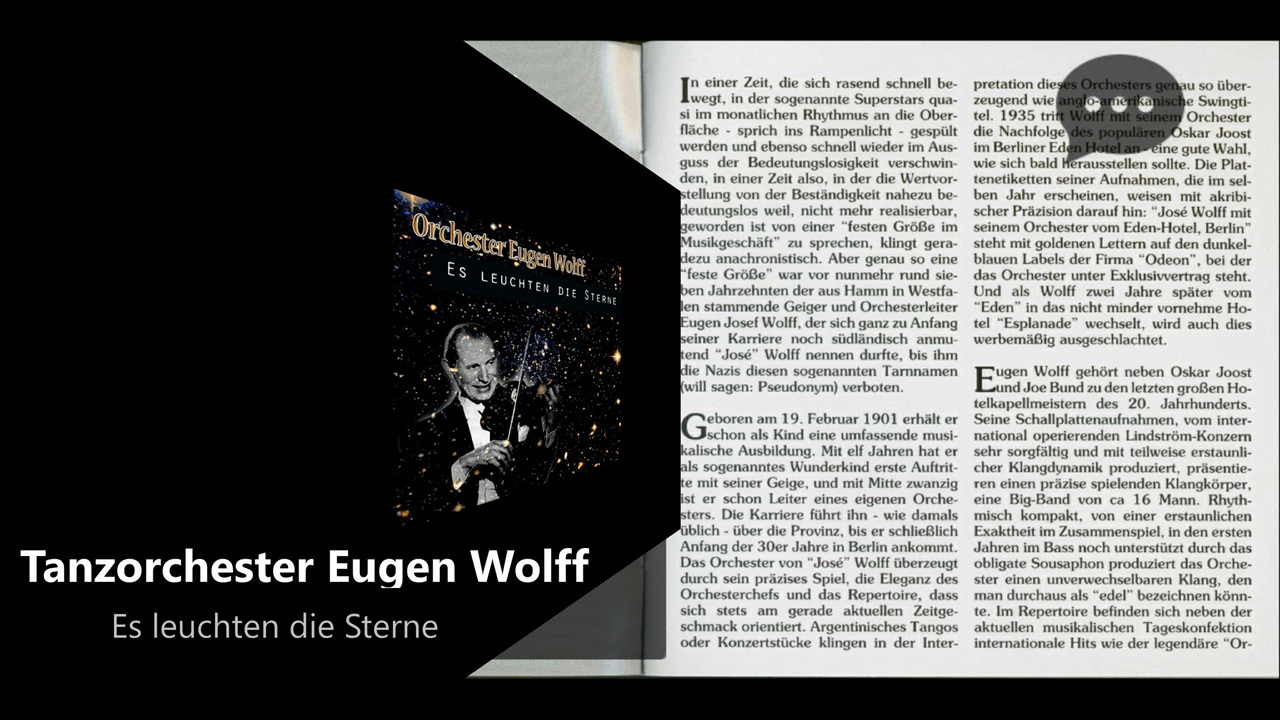 Orchester Eugen Wolff
Es leuchten die Sterne
Tanzorchester Eugen Wolff
Es leuchten die Sterne
In einer Zeit, die sich rasend schnell be-
wegt, in der sogenannte Superstars qua-
si im monatlichen Rhythmus an die Ober-
fläche - sprich ins Rampenlicht - gespült
werden und ebenso schnell wieder im Aus-
guss der Bedeutungslosigkeit verschwin-
den, in einer Zeit also, in der die Wertvor-
stellung von der Beständigkeit nahezu be-
deutungslos weil, nicht mehr realisierbar,
geworden ist von einer “festen Größe im
Musikgeschäft” zu sprechen, klingt gera-
dezu anachronistisch. Aber genau so eine
“feste Größe” war vor nunmehr rund sie-
ben Jahrzehnten der aus Hamm in Westfa-
len stammende Geiger und Orchesterleiter
Eugen Josef Wolff, der sich ganz zu Anfang
seiner Karriere noch südländisch anmu-
tend “José” Wolff nennen durfte, bis ihm
die Nazis diesen sogenannten Tarnnamen
(will sagen: Pseudonym) verboten.
Geboren am 19. Februar 1901 erhält er
schon als Kind eine umfassende musi-
kalische Ausbildung. Mit elf Jahren hat er
als sogenanntes Wunderkind erste Auftrit-
te mit seiner Geige, und mit Mitte zwanzig
ist er schon Leiter eines eigenen Orche-
sters. Die Karriere führt ihn - wie damals
üblich - über die Provinz, bis er schließlich
Anfang der 30er Jahre in Berlin ankommt.
Das Orchester von “José” Wolff überzeugt
durch sein präzises Spiel, die Eleganz des
Orchesterchefs und das Repertoire, dass
sich stets am gerade aktuellen Zeitge-
schmack orientiert. Argentinisches Tangos
oder Konzertstücke klingen in der Inter-
pretation dieses Orchesters genau so über-
zeugend wie anglo-amerikanische Swingti-
tel. 1935 tritt Wolff mit seinem Orchester
die Nachfolge des populären Oskar Joost
im Berliner Eden Hotel an - eine gute Wahl,
wie sich bald herausstellen sollte. Die Plat-
tenetiketten seiner Aufnahmen, die im sel-
ben Jahr erscheinen, weisen mit akribi-
scher Präzision darauf hin: “José Wolff mit
seinem Orchester vom Eden-Hotel, Berlin”
steht mit goldenen Lettern auf den dunkel-
blauen Labels der Firma “Odeon”, bei der
das Orchester unter Exklusivvertrag steht.
Und als Wolff zwei Jahre später vom
“Eden” in das nicht minder vornehme Ho-
tel “Esplanade” wechselt, wird auch dies
werbemäßig ausgeschlachtet.
Eugen Wolff gehört neben Oskar Joost
und Joe Bund zu den letzten großen Ho-
telkapellmeistern des 20. Jahrhunderts.
Seine Schallplattenaufnahmen, vom inter-
national operierenden Lindström-Konzern
sehr sorgfältig und mit teilweise erstaunli-
cher Klangdynamik produziert, präsentie-
ren einen präzise spielenden Klangkörper,
eine Big-Band von ca 16 Mann. Rhyth-
misch kompakt, von einer erstaunlichen
Exaktheit im Zusammenspiel, in den ersten
Jahren im Bass noch unterstützt durch das
obligate Sousaphon produziert das Orche-
ster einen unverwechselbaren Klang, den
man durchaus als “edel” bezeichnen könn-
te. Im Repertoire befinden sich neben der
aktuellen musikalischen Tageskonfektion
internationale Hits wie der legendäre “Or-